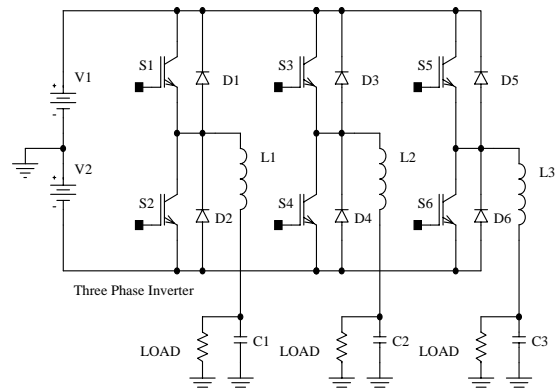 S1
S3
S5
V1
D1
D3
D5
+
-
V2
L1
L2
L3
+
-
S2
S4
S6
D2
D4
D6
Three Phase Inverter
LOAD
C1
LOAD
C2
LOAD
C3